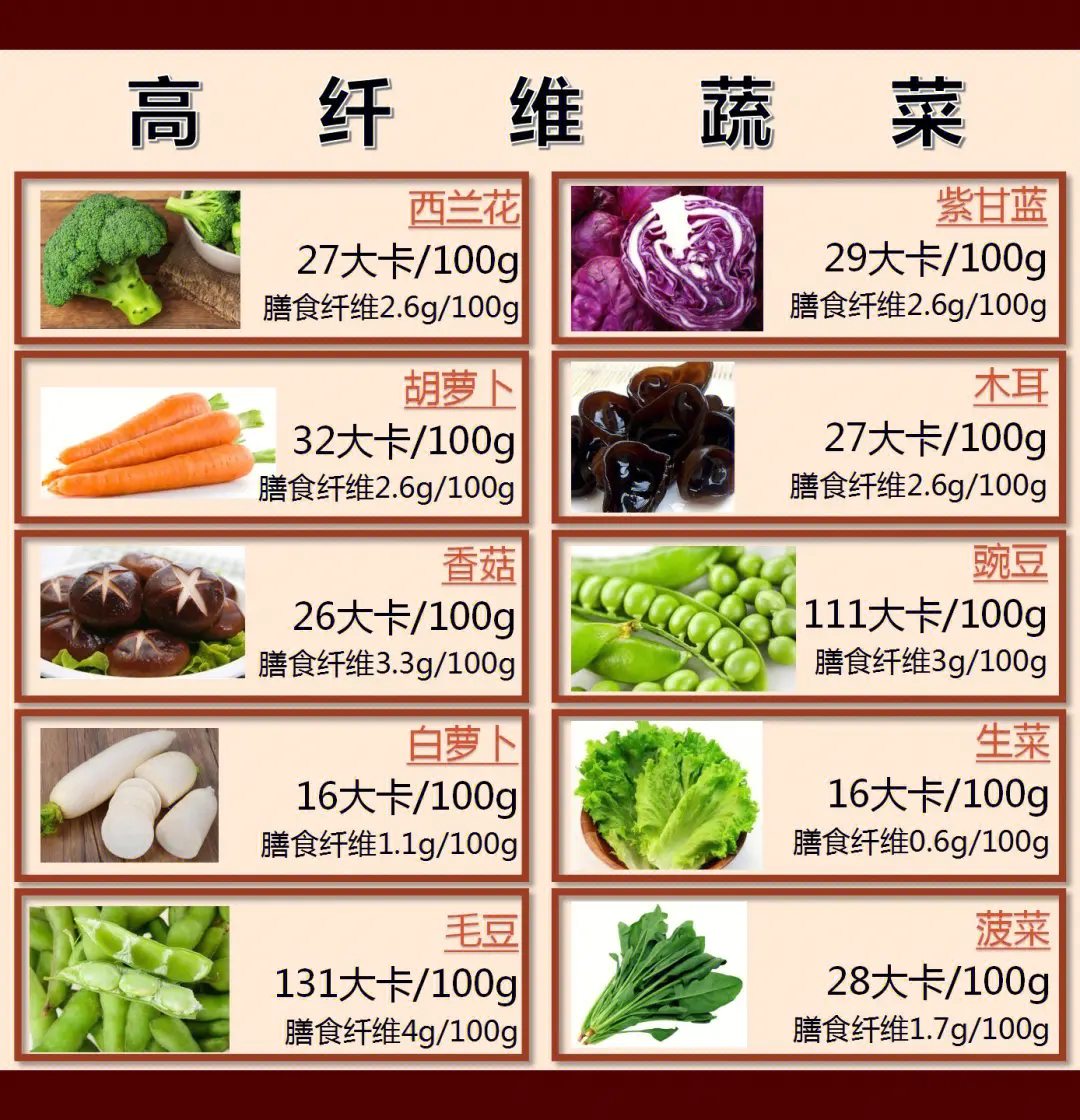 高纤维蔬菜
西兰花
27大卡/100g
膳食纤维2.6g/100g
紫甘蓝
29大卡/100g
膳食纤维2.6g/100g
胡萝卜
32大卡/100g
膳食纤维2.6g/100g
木耳
27大卡/100g
膳食纤维2.6g/100g
香菇
26大卡/100g
膳食纤维3.3g/100g
豌豆
111大卡/100g
膳食纤维3g/100g
白萝卜
16大卡/100g
膳食纤维1.1g/100g
生菜
16大卡/100g
膳食纤维0.6g/100g
毛豆
131大卡/100g
膳食纤维4g/100g
菠菜
28大卡/100g
膳食纤维1.7g/100g